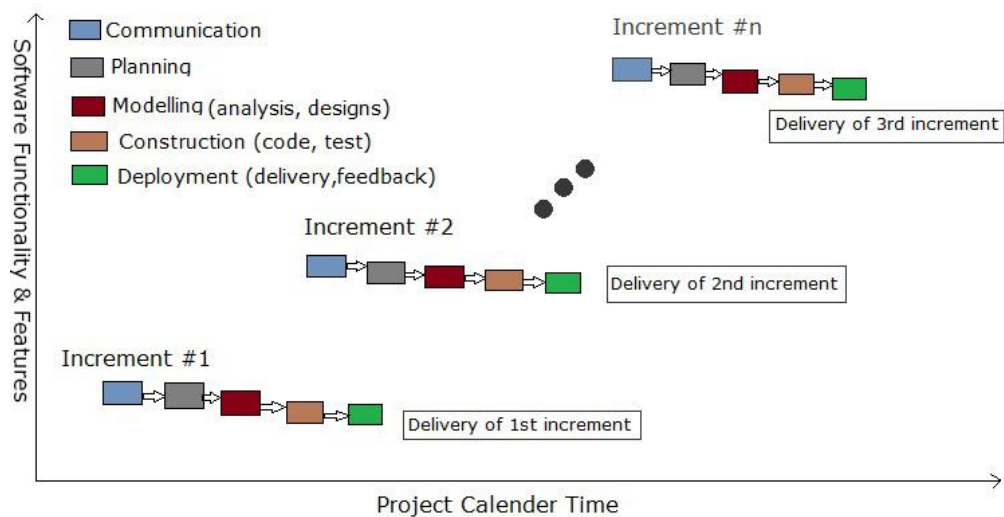 Software Functionality & Features
Communication
Planning
Modelling (analysis, designs)
Construction (code, test)
Deployment (delivery,feedback)
Increment #n
Delivery of 3rd increment
Increment #2
Delivery of 2nd increment
Increment #1
Delivery of 1st increment
Project Calender Time